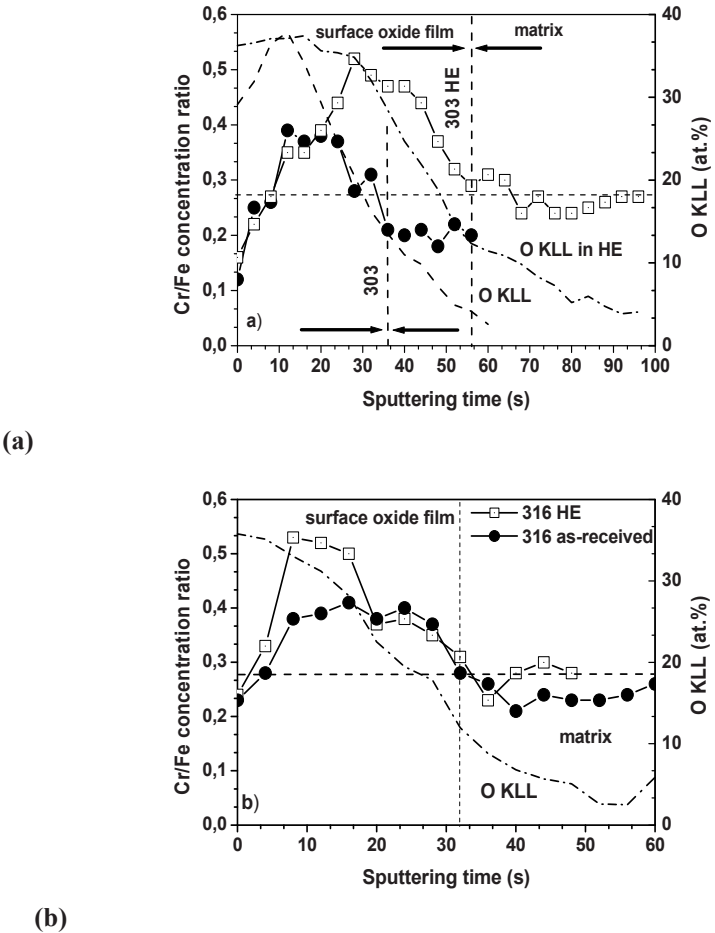 surface oxide film
matrix
0,6
0,5
0,4
0,3
0,2
0,1
0,0
Cr/Fe concentration ratio
40
30
20
10
0
O KLL (at.%)
303 HE
303
O KLL in HE
O KLL
a)
0
10
20
30
40
50
60
70
80
90
100
Sputtering time (s)
(a)
0,6
0,5
0,4
0,3
0,2
0,1
0,0
Cr/Fe concentration ratio
surface oxide film
316 HE
316 as-received
40
30
20
10
0
O KLL (at.%)
matrix
O KLL
b)
0
10
20
30
40
50
60
Sputtering time (s)
(b)